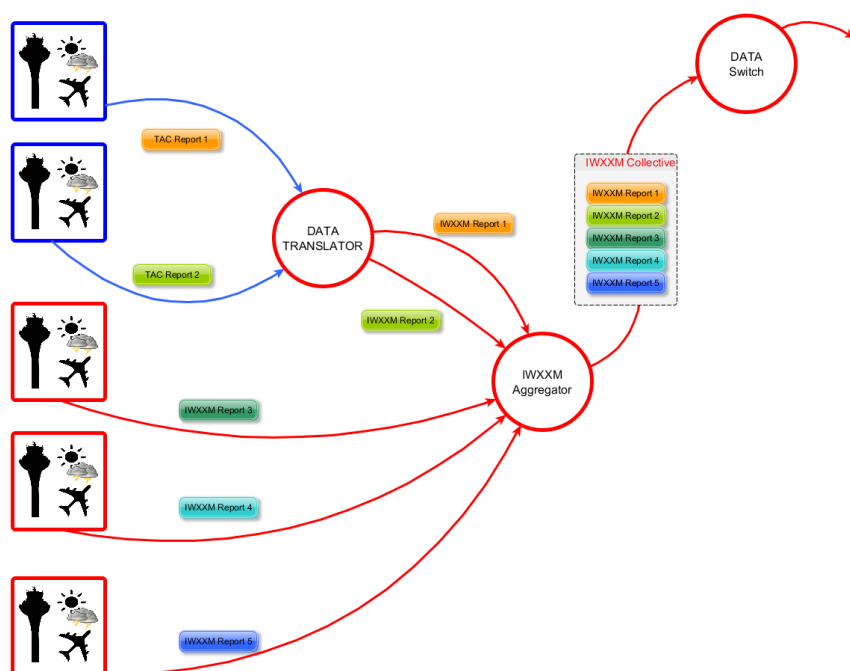 DATA
Switch
TAC Report 1
IWXXM Collective
IWXXM Report 1
IWXXM Report 2
IWXXM Report 3
IWXXM Report 4
IWXXM Report 5
DATA
TRANSLATOR
IWXXM Report 1
TAC Report 2
IWXXM Report 2
IWXXM
Aggregator
IWXXM Report 3
IWXXM Report 4
IWXXM Report 5